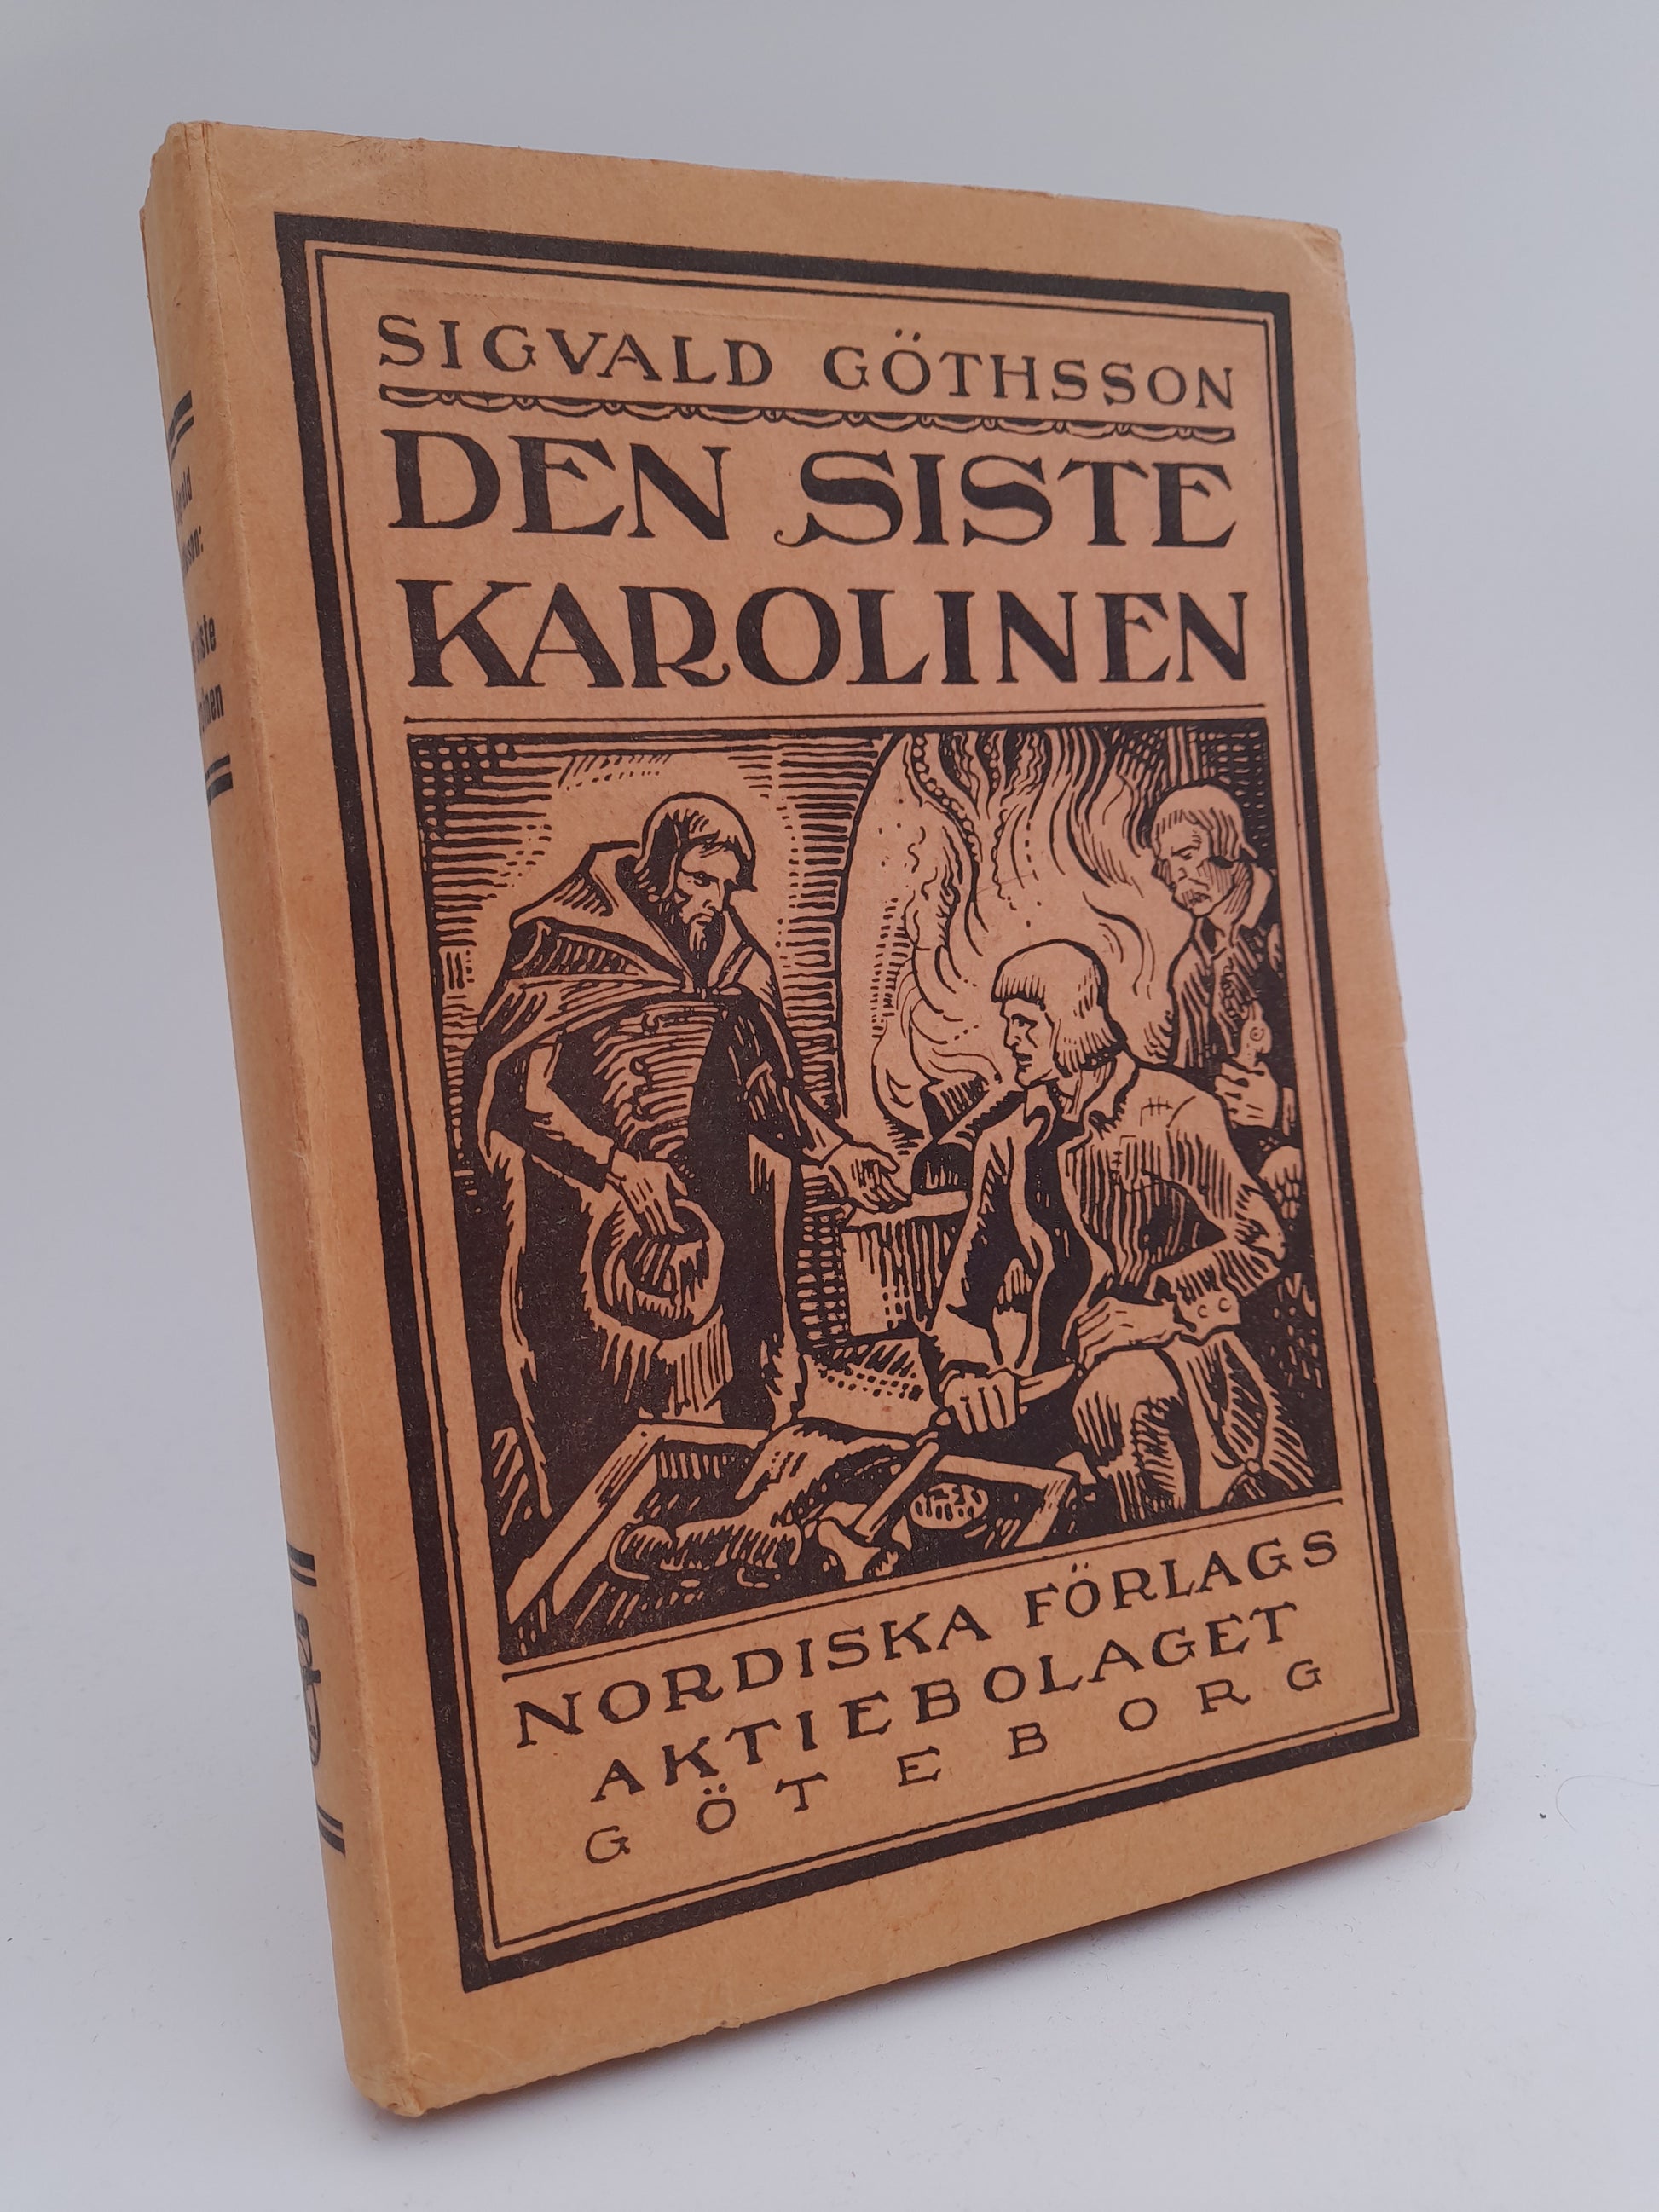 SIGVALD GÖTHSSON
DEN SISTE
KAROLINEN
NORDISKA FÖRLAGS
AKTIEBOLAGET
GÖTEBORG